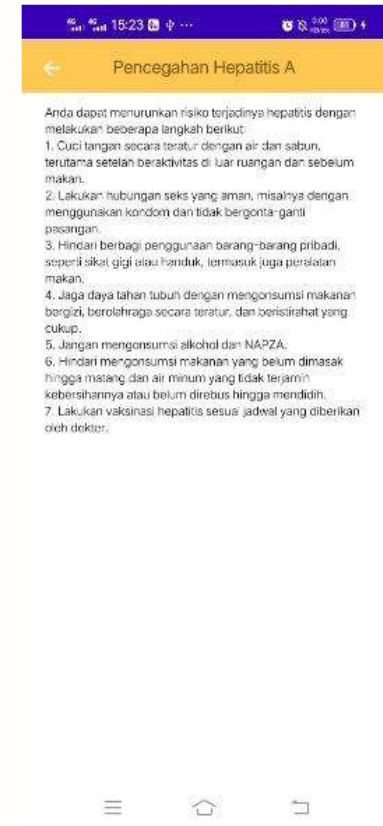 15:23
0.00
KB/s
Pencegahan Hepatitis A
Anda dapat menurunkan risiko terjadinya hepatitis dengan
melakukan beberapa langkah berikut:
1. Cuci tangan secara teratur dengan air dan sabun,
terutama setelah beraktivitas di luar ruangan dan sebelum
makan.
2. Lakukan hubungan seks yang aman, misalnya dengan
menggunakan kondom dan tidak bergonta-ganti
pasangan.
3. Hindari berbagi penggunaan barang-barang pribadi,
seperti sikat gigi atau handuk, termasuk juga peralatan
makan.
4. Jaga daya tahan tubuh dengan mengonsumsi makanan
bergizi, berolahraga secara teratur, dan beristirahat yang
cukup.
5. Jangan mengonsumsi alkohol dan NAPZA.
6. Hindari mengonsumsi makanan yang belum dimasak
hingga matang dan air minum yang tidak terjamin
kebersihannya atau belum direbus hingga mendidih.
7. Lakukan vaksinasi hepatitis sesuai jadwal yang diberikan
oleh dokter.